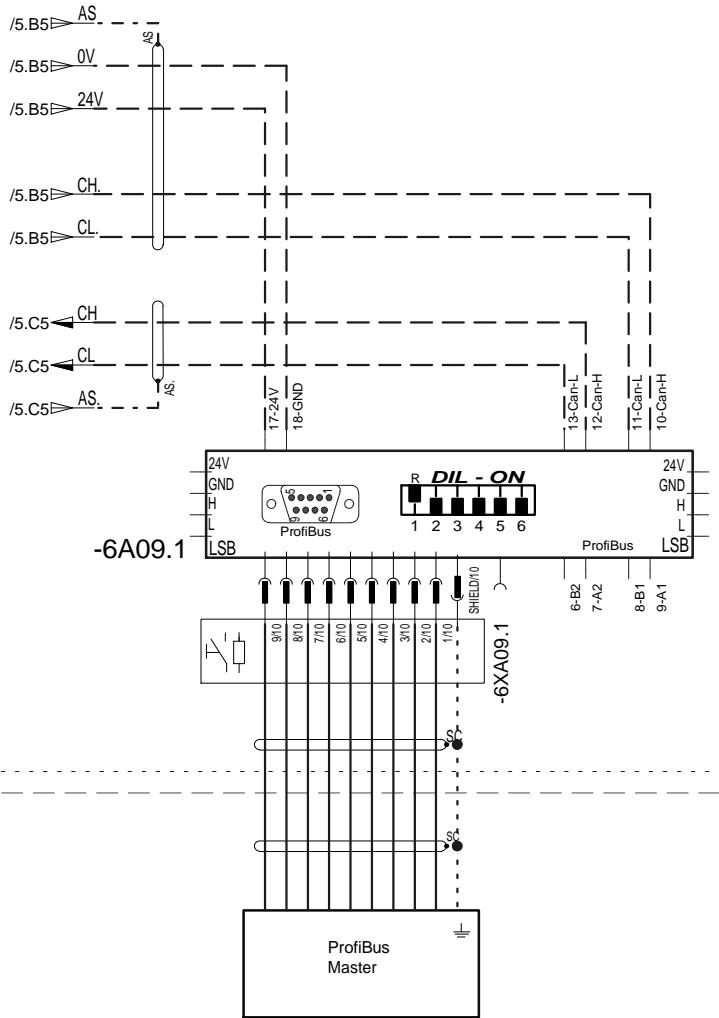 /5.B5 AS
AS
/5.B5 0V
/5.B5 24V
/5.B5 CH.
/5.B5 CL.
/5.C5 CH
/5.C5 CL
/5.C5 AS.
AS.
17-24V
18-GND
13-Can-L
12-Can-H
11-Can-L
10-Can-H
24V
GND
H
L
LSB
5 1
9 6
ProfiBus
R DIL - ON
1 2 3 4 5 6
ProfiBus
24V
GND
H
L
LSB
-6A09.1
9/10
8/10
7/10
6/10
5/10
4/10
3/10
2/10
1/10
SHIELD/10
6-B2
7-A2
8-B1
9-A1
-6XA09.1
SC
SC
ProfiBus
Master